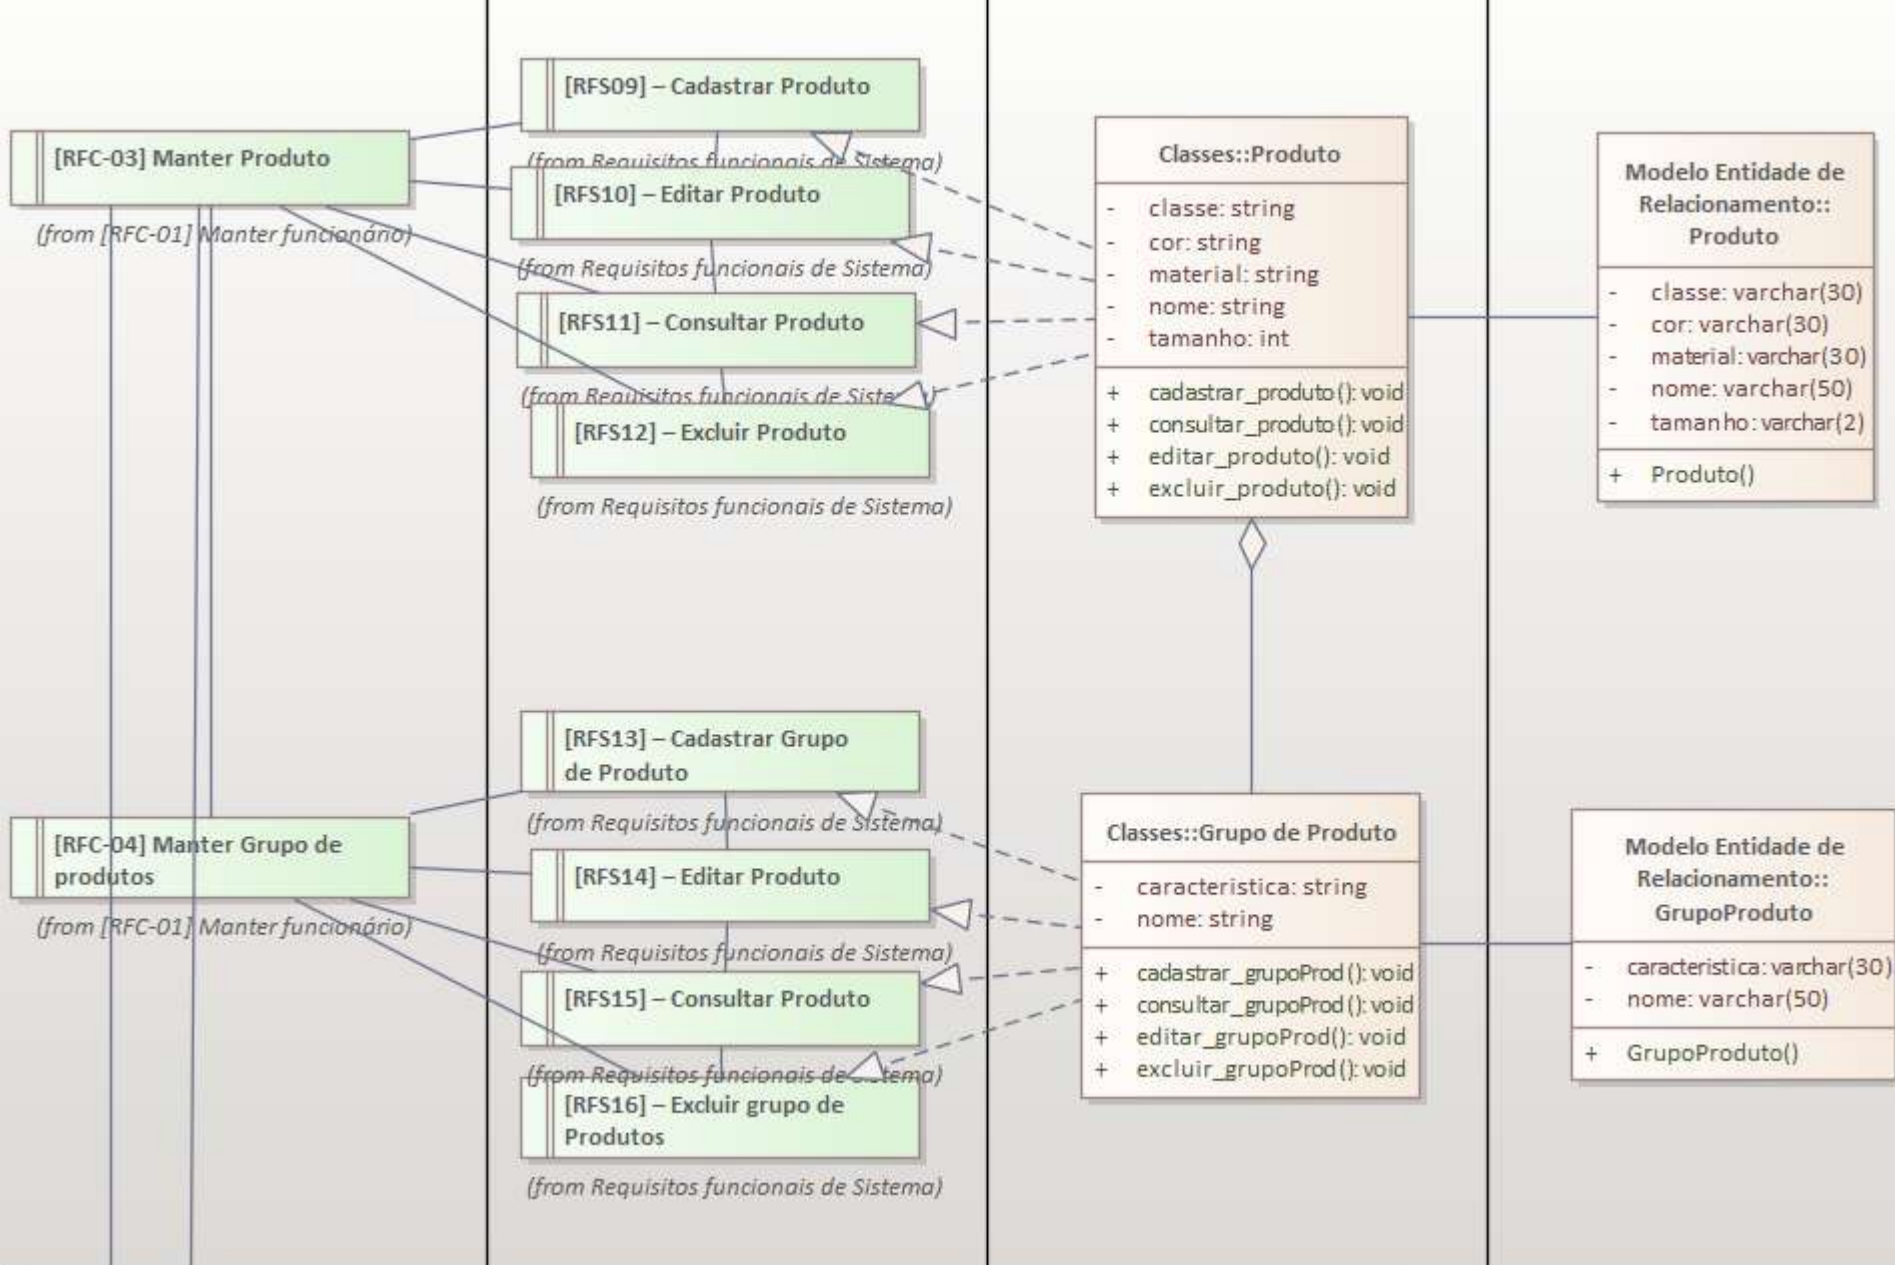 [RFC-03] Manter Produto
(from [RFC-01] Manter funcionário)
[RFS09] – Cadastrar Produto
(from Requisitos funcionais de Sistema)
[RFS10] – Editar Produto
(from Requisitos funcionais de Sistema)
[RFS11] – Consultar Produto
(from Requisitos funcionais de Sistema)
[RFS12] – Excluir Produto
(from Requisitos funcionais de Sistema)
Classes::Produto
- classe: string
- cor: string
- material: string
- nome: string
- tamanho: int
+ cadastrar_produto(): void
+ consultar_produto(): void
+ editar_produto(): void
+ excluir_produto(): void
Modelo Entidade de
Relacionamento::
Produto
- classe: varchar(30)
- cor: varchar(30)
- material: varchar(30)
- nome: varchar(50)
- tamanho: varchar(2)
+ Produto()
[RFC-04] Manter Grupo de
produtos
(from [RFC-01] Manter funcionário)
[RFS13] – Cadastrar Grupo
de Produto
(from Requisitos funcionais de Sistema)
[RFS14] – Editar Produto
(from Requisitos funcionais de Sistema)
[RFS15] – Consultar Produto
(from Requisitos funcionais de Sistema)
[RFS16] – Excluir grupo de
Produtos
(from Requisitos funcionais de Sistema)
Classes::Grupo de Produto
- caracteristica: string
- nome: string
+ cadastrar_grupoProd(): void
+ consultar_grupoProd(): void
+ editar_grupoProd(): void
+ excluir_grupoProd(): void
Modelo Entidade de
Relacionamento::
GrupoProduto
- caracteristica: varchar(30)
- nome: varchar(50)
+ GrupoProduto()